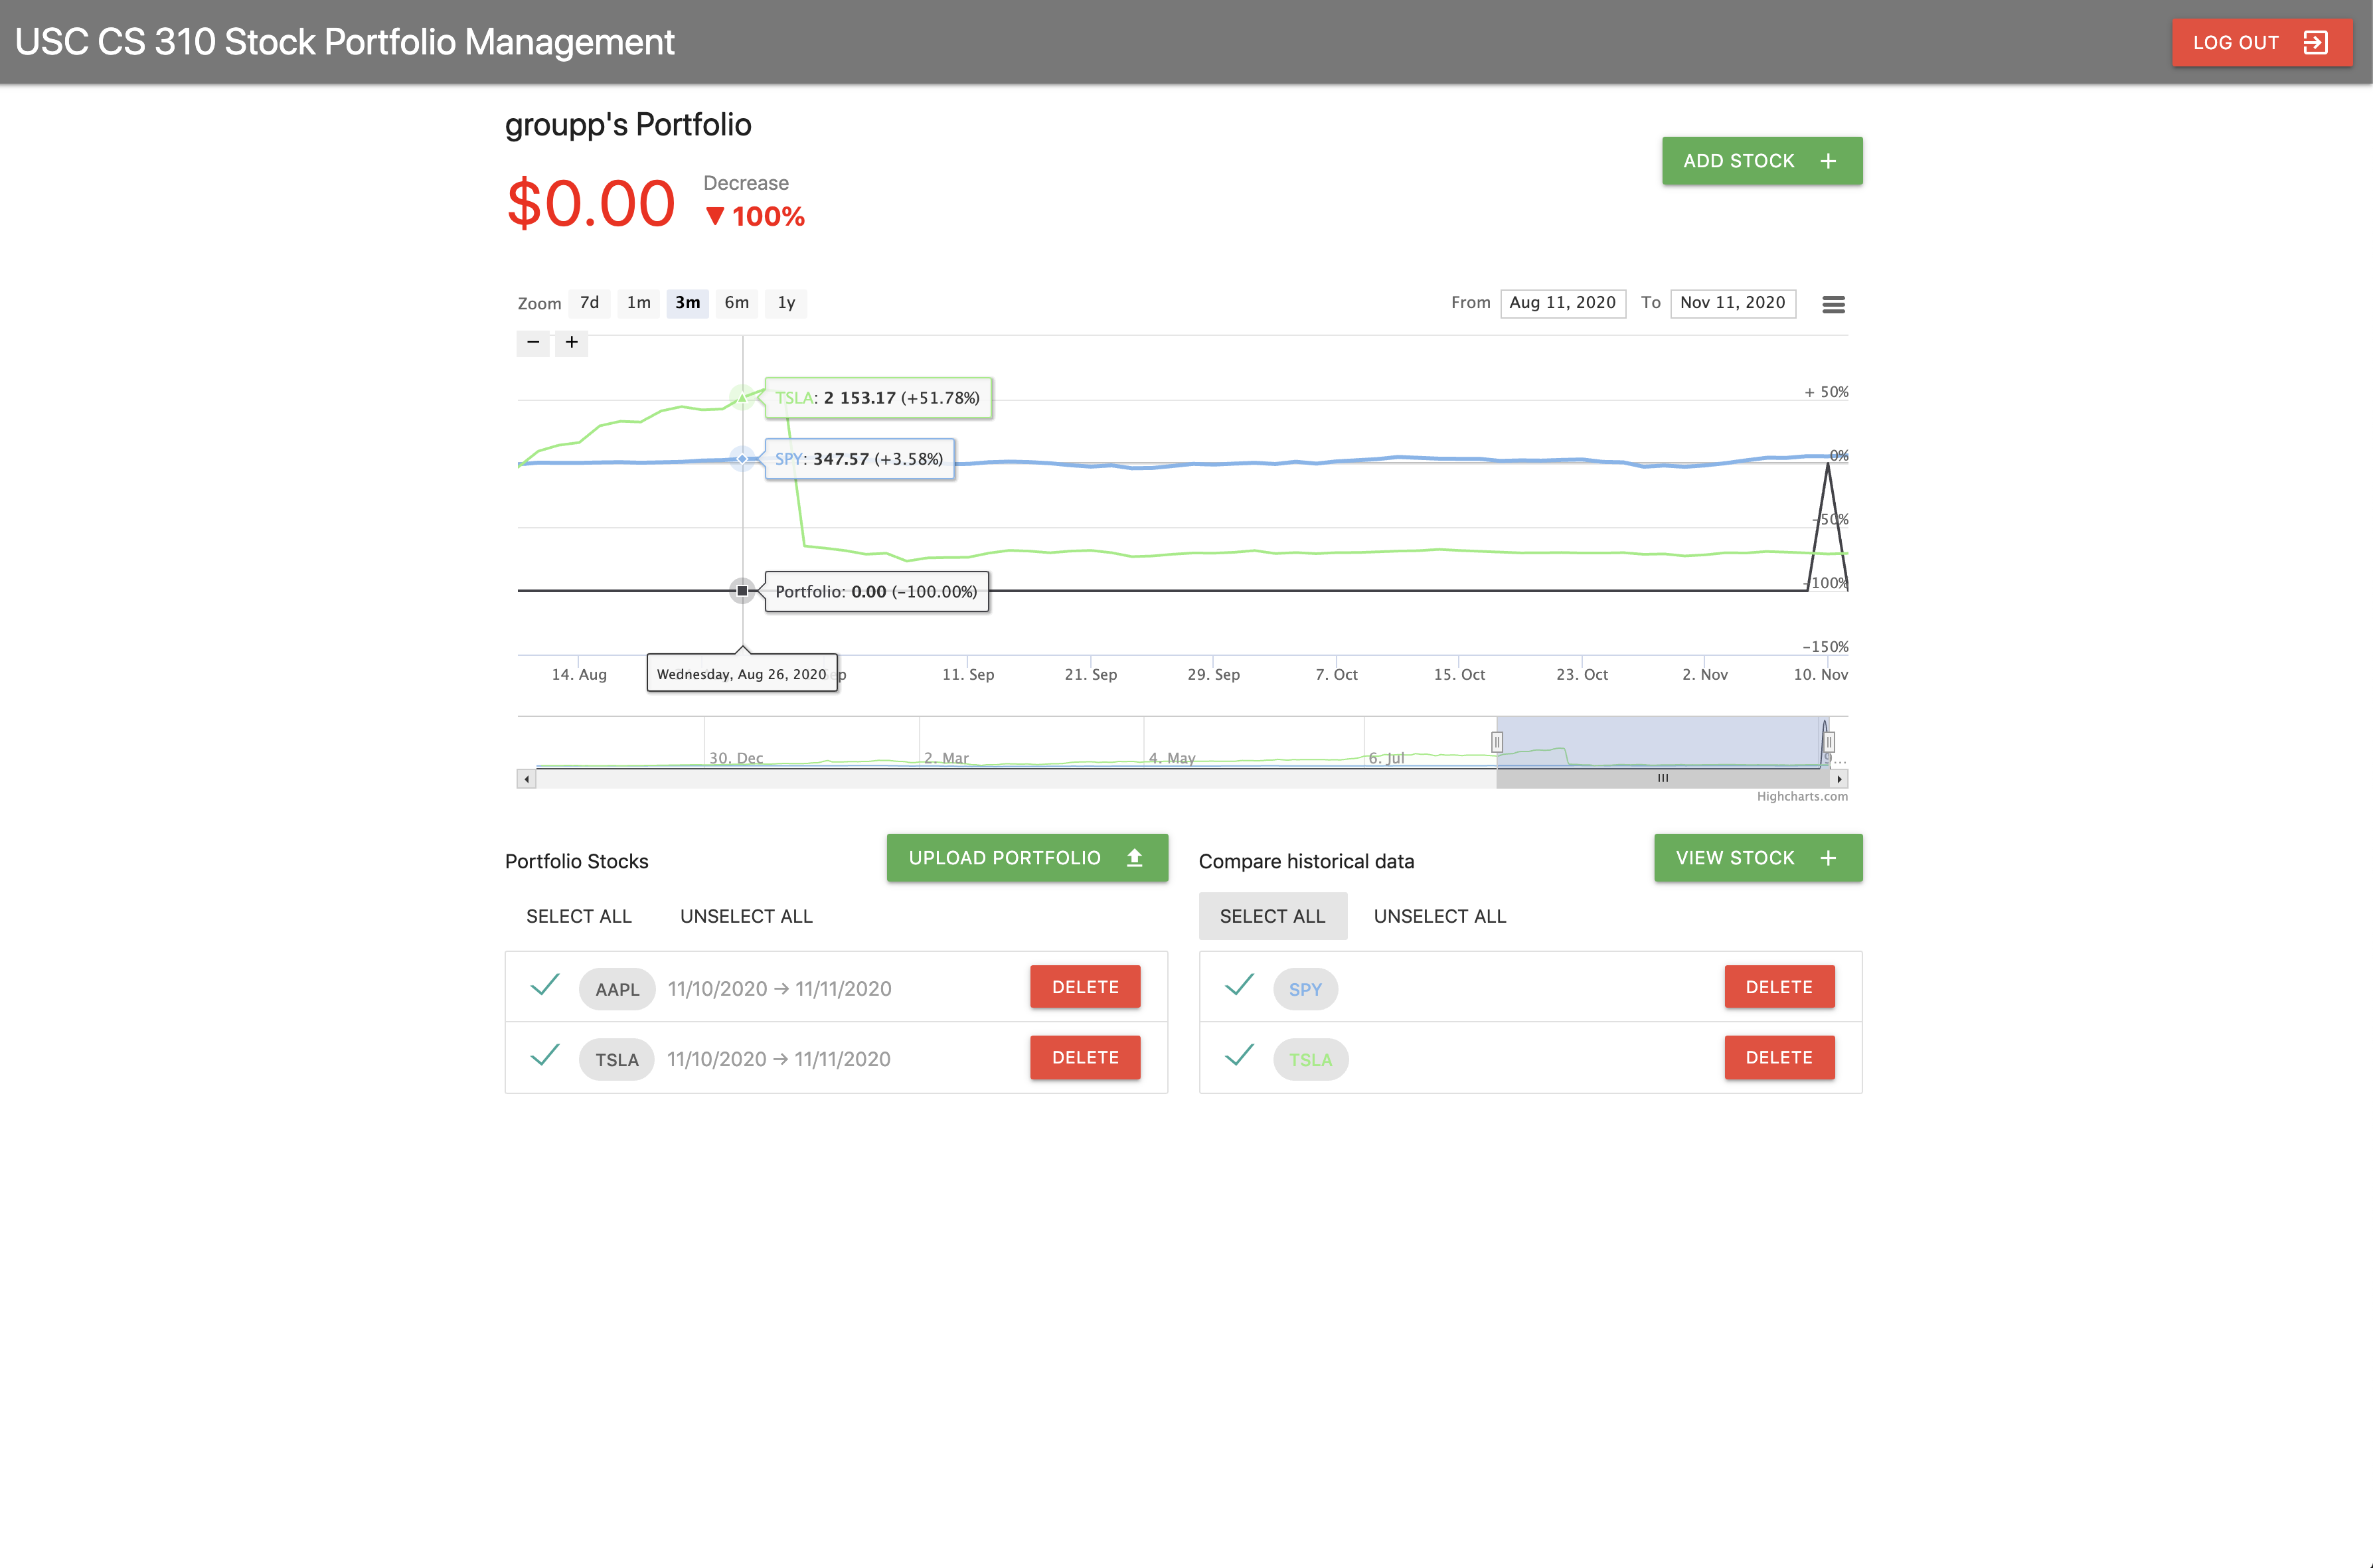 USC CS 310 Stock Portfolio Management
LOG OUT
groupp's Portfolio
ADD STOCK +
$0.00
Decrease
▼ 100%
Zoom 7d 1m 3m 6m 1y
From Aug 11, 2020 To Nov 11, 2020
− +
+ 50%
TSLA: 2 153.17 (+51.78%)
0%
SPY: 347.57 (+3.58%)
-50%
-100%
Portfolio: 0.00 (−100.00%)
-150%
14. Aug 11. Sep 21. Sep 29. Sep 7. Oct 15. Oct 23. Oct 2. Nov 10. Nov
Wednesday, Aug 26, 2020
30. Dec 2. Mar 4. May 6. Jul 9…
Highcharts.com
Portfolio Stocks
UPLOAD PORTFOLIO
SELECT ALL UNSELECT ALL
AAPL 11/10/2020 → 11/11/2020 DELETE
TSLA 11/10/2020 → 11/11/2020 DELETE
Compare historical data
VIEW STOCK +
SELECT ALL UNSELECT ALL
SPY DELETE
TSLA DELETE